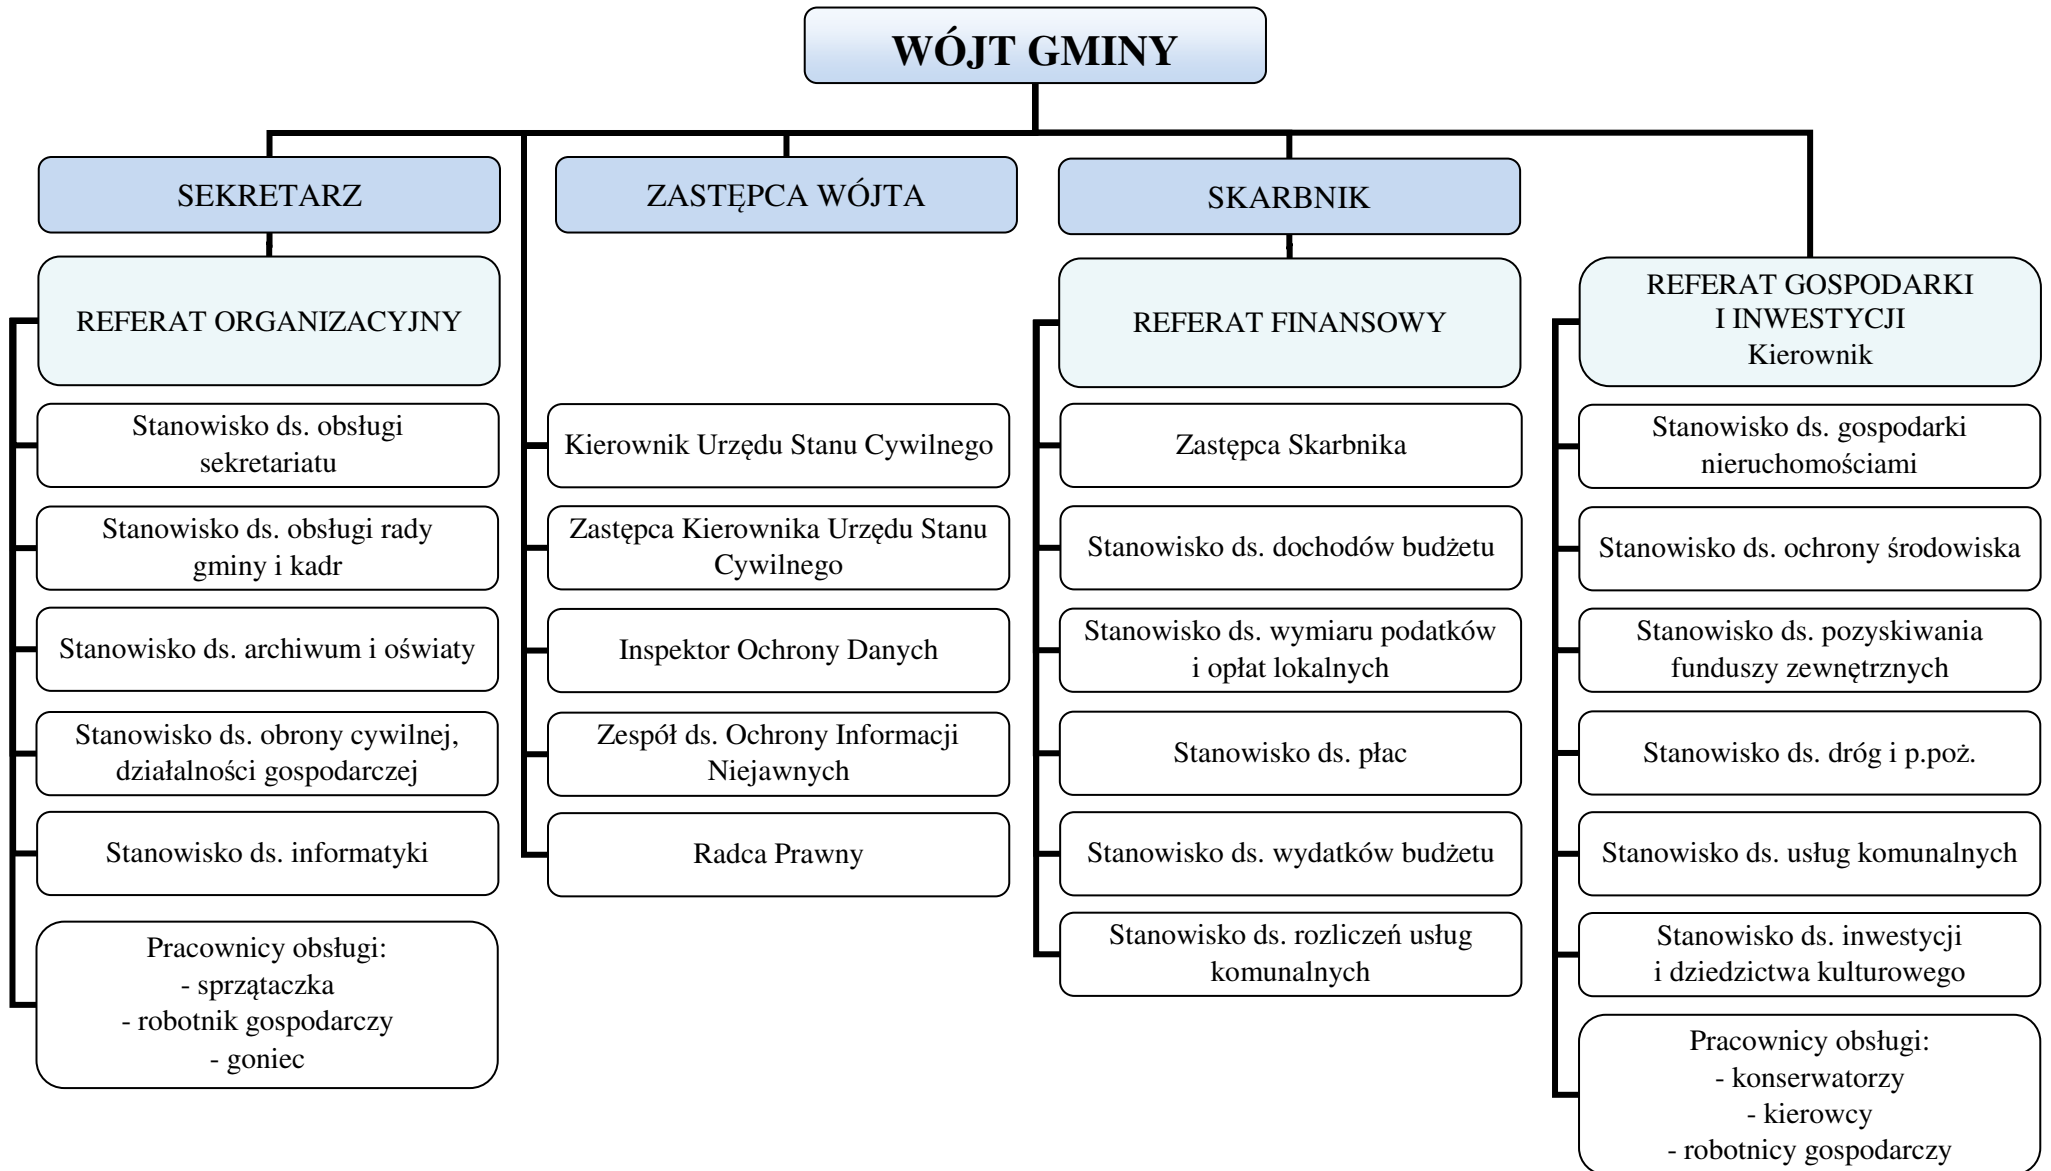 WÓJT GMINY
SEKRETARZ
ZASTĘPCA WÓJTA
SKARBNIK
REFERAT ORGANIZACYJNY
Stanowisko ds. obsługi
sekretariatu
Stanowisko ds. obsługi rady
gminy i kadr
Stanowisko ds. archiwum i oświaty
Stanowisko ds. obrony cywilnej,
działalności gospodarczej
Stanowisko ds. informatyki
Pracownicy obsługi:
- sprzątaczka
- robotnik gospodarczy
- goniec
Kierownik Urzędu Stanu Cywilnego
Zastępca Kierownika Urzędu Stanu
Cywilnego
Inspektor Ochrony Danych
Zespół ds. Ochrony Informacji
Niejawnych
Radca Prawny
REFERAT FINANSOWY
Zastępca Skarbnika
Stanowisko ds. dochodów budżetu
Stanowisko ds. wymiaru podatków
i opłat lokalnych
Stanowisko ds. płac
Stanowisko ds. wydatków budżetu
Stanowisko ds. rozliczeń usług
komunalnych
REFERAT GOSPODARKI
I INWESTYCJI
Kierownik
Stanowisko ds. gospodarki
nieruchomościami
Stanowisko ds. ochrony środowiska
Stanowisko ds. pozyskiwania
funduszy zewnętrznych
Stanowisko ds. dróg i p.poż.
Stanowisko ds. usług komunalnych
Stanowisko ds. inwestycji
i dziedzictwa kulturowego
Pracownicy obsługi:
- konserwatorzy
- kierowcy
- robotnicy gospodarczy